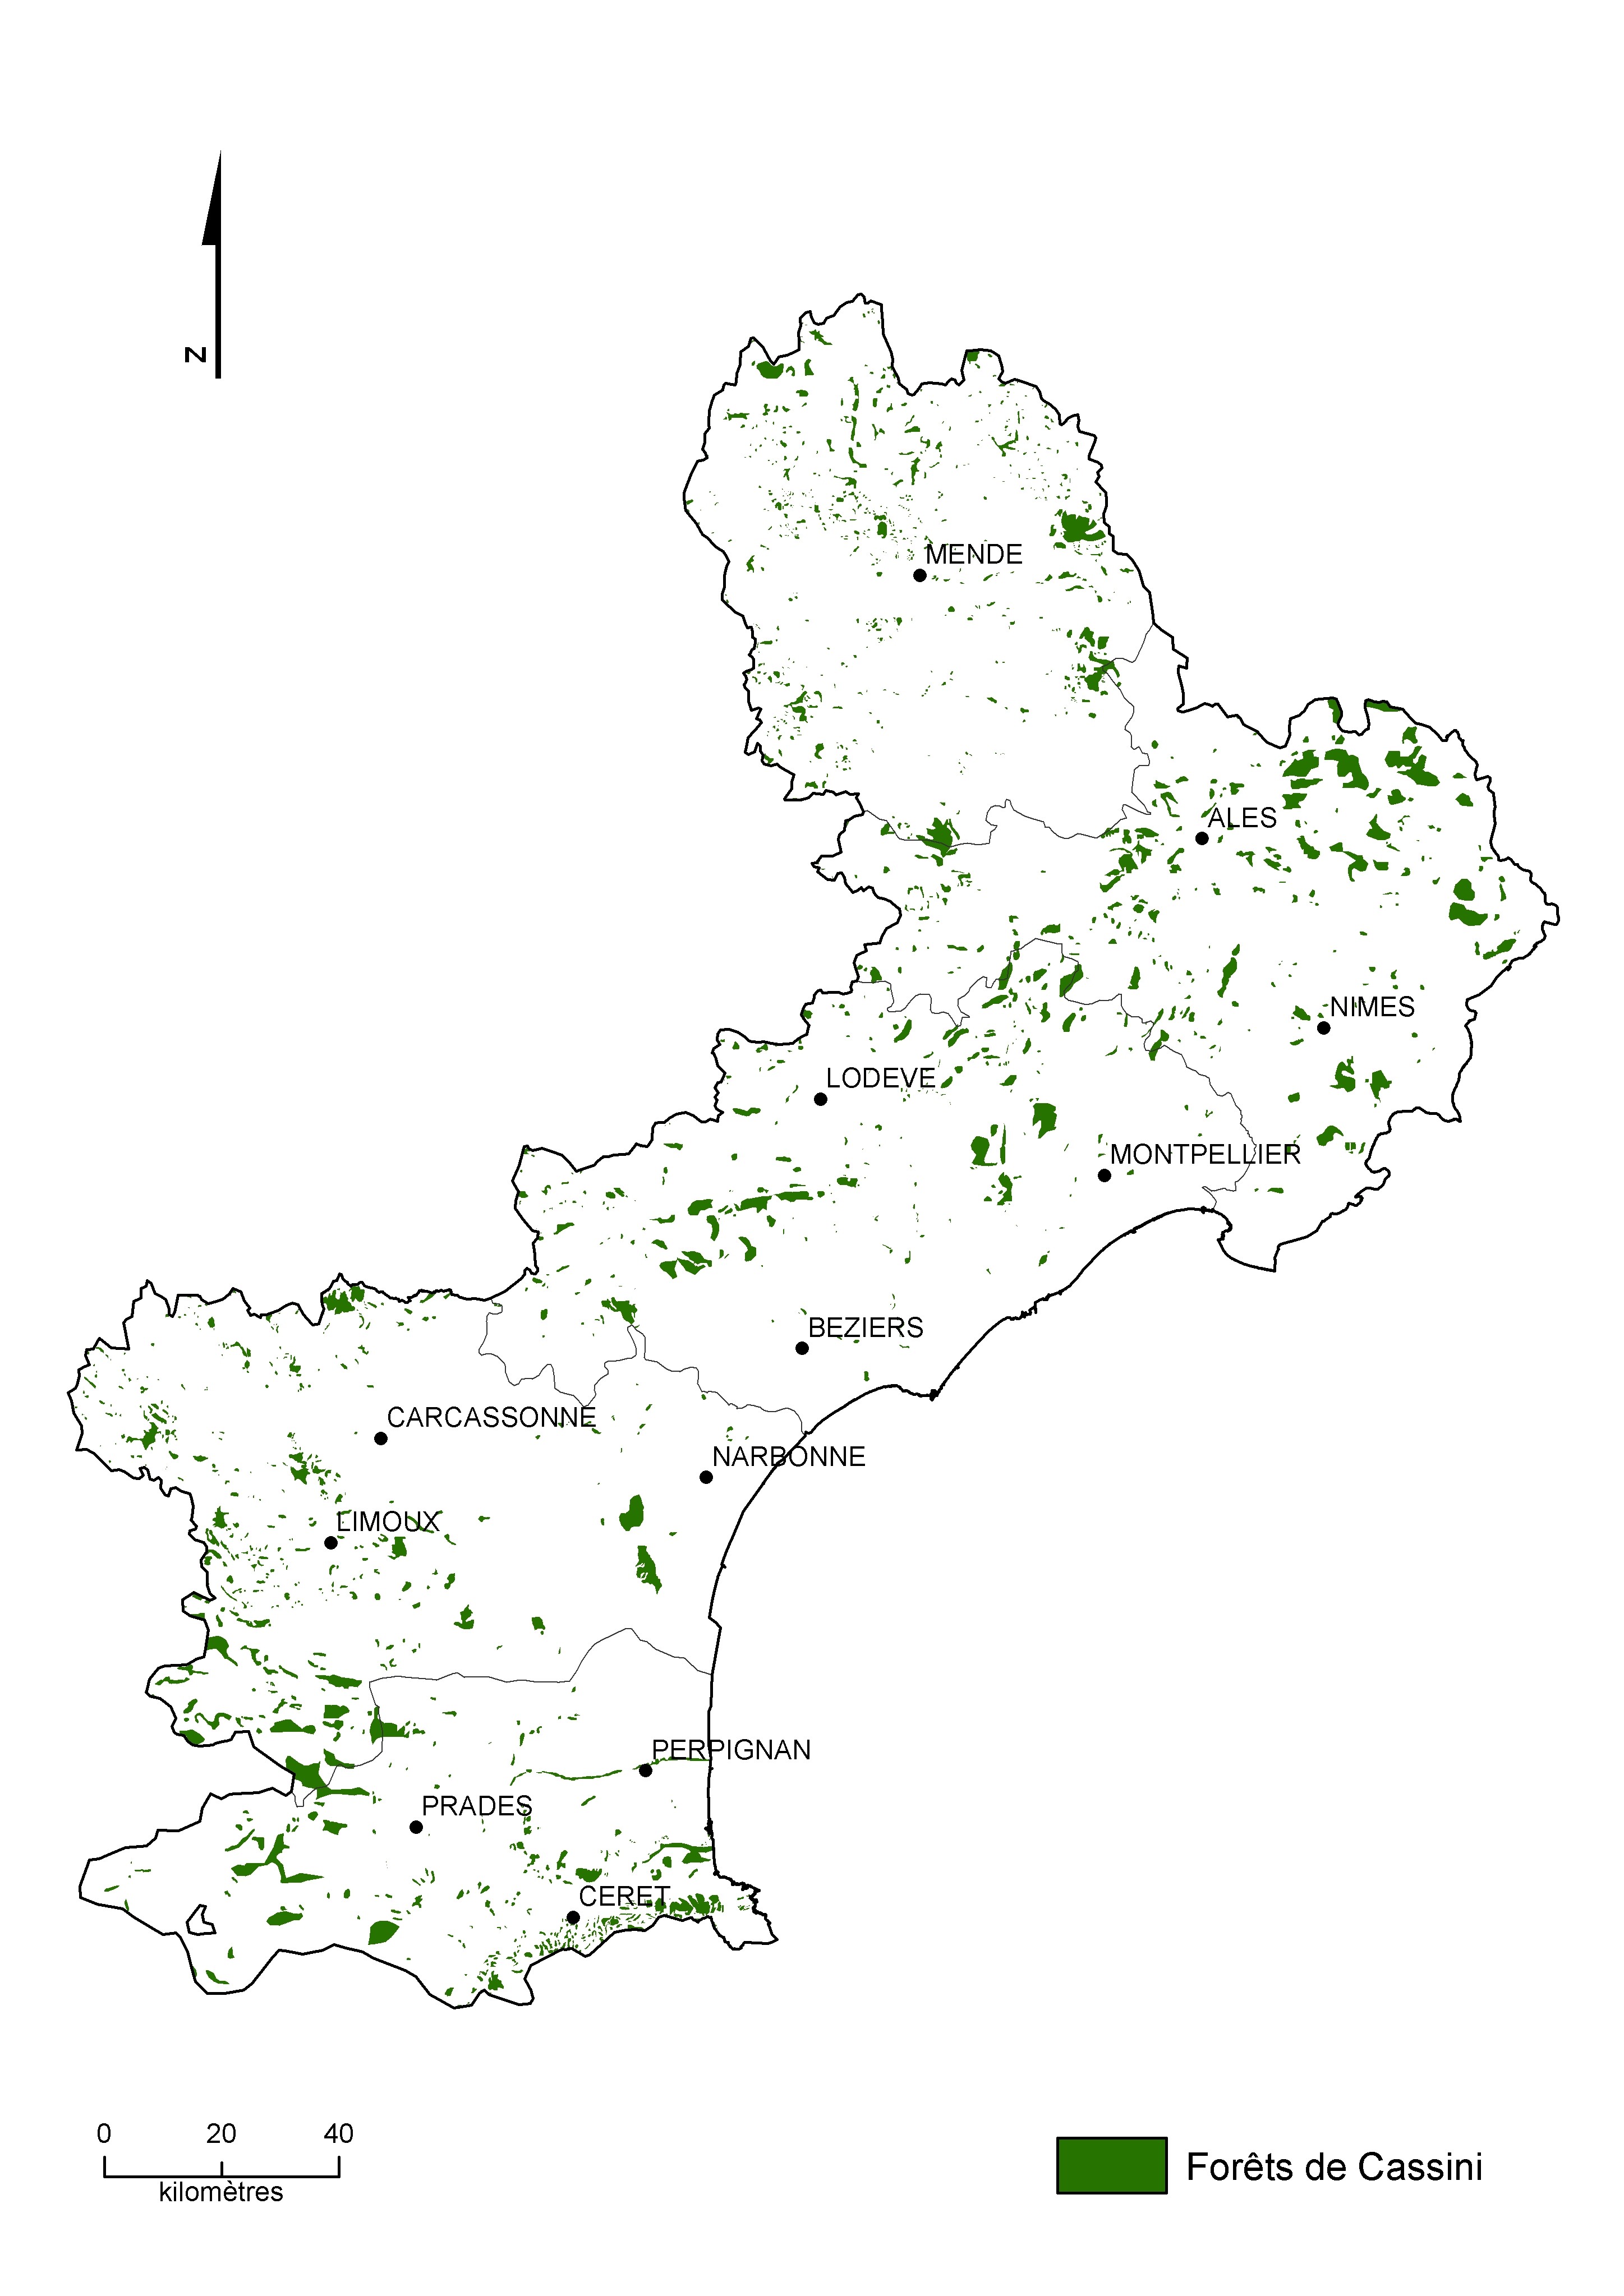 N
MENDE
ALES
NIMES
LODEVE
MONTPELLIER
BEZIERS
CARCASSONNE
NARBONNE
LIMOUX
PERPIGNAN
PRADES
CERET
0 20 40
kilomètres
Forêts de Cassini